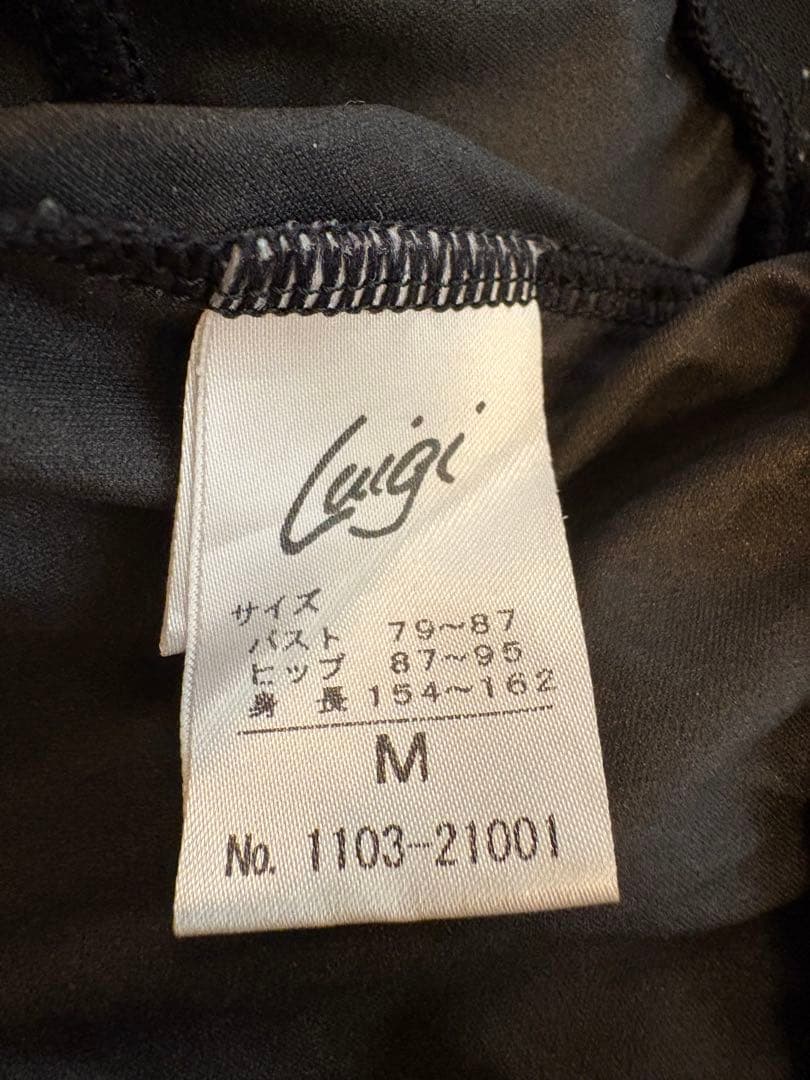 Luigi
サイズ
バスト 79～87
ヒップ 87～95
身 長 154～162
M
No. 1103-21001